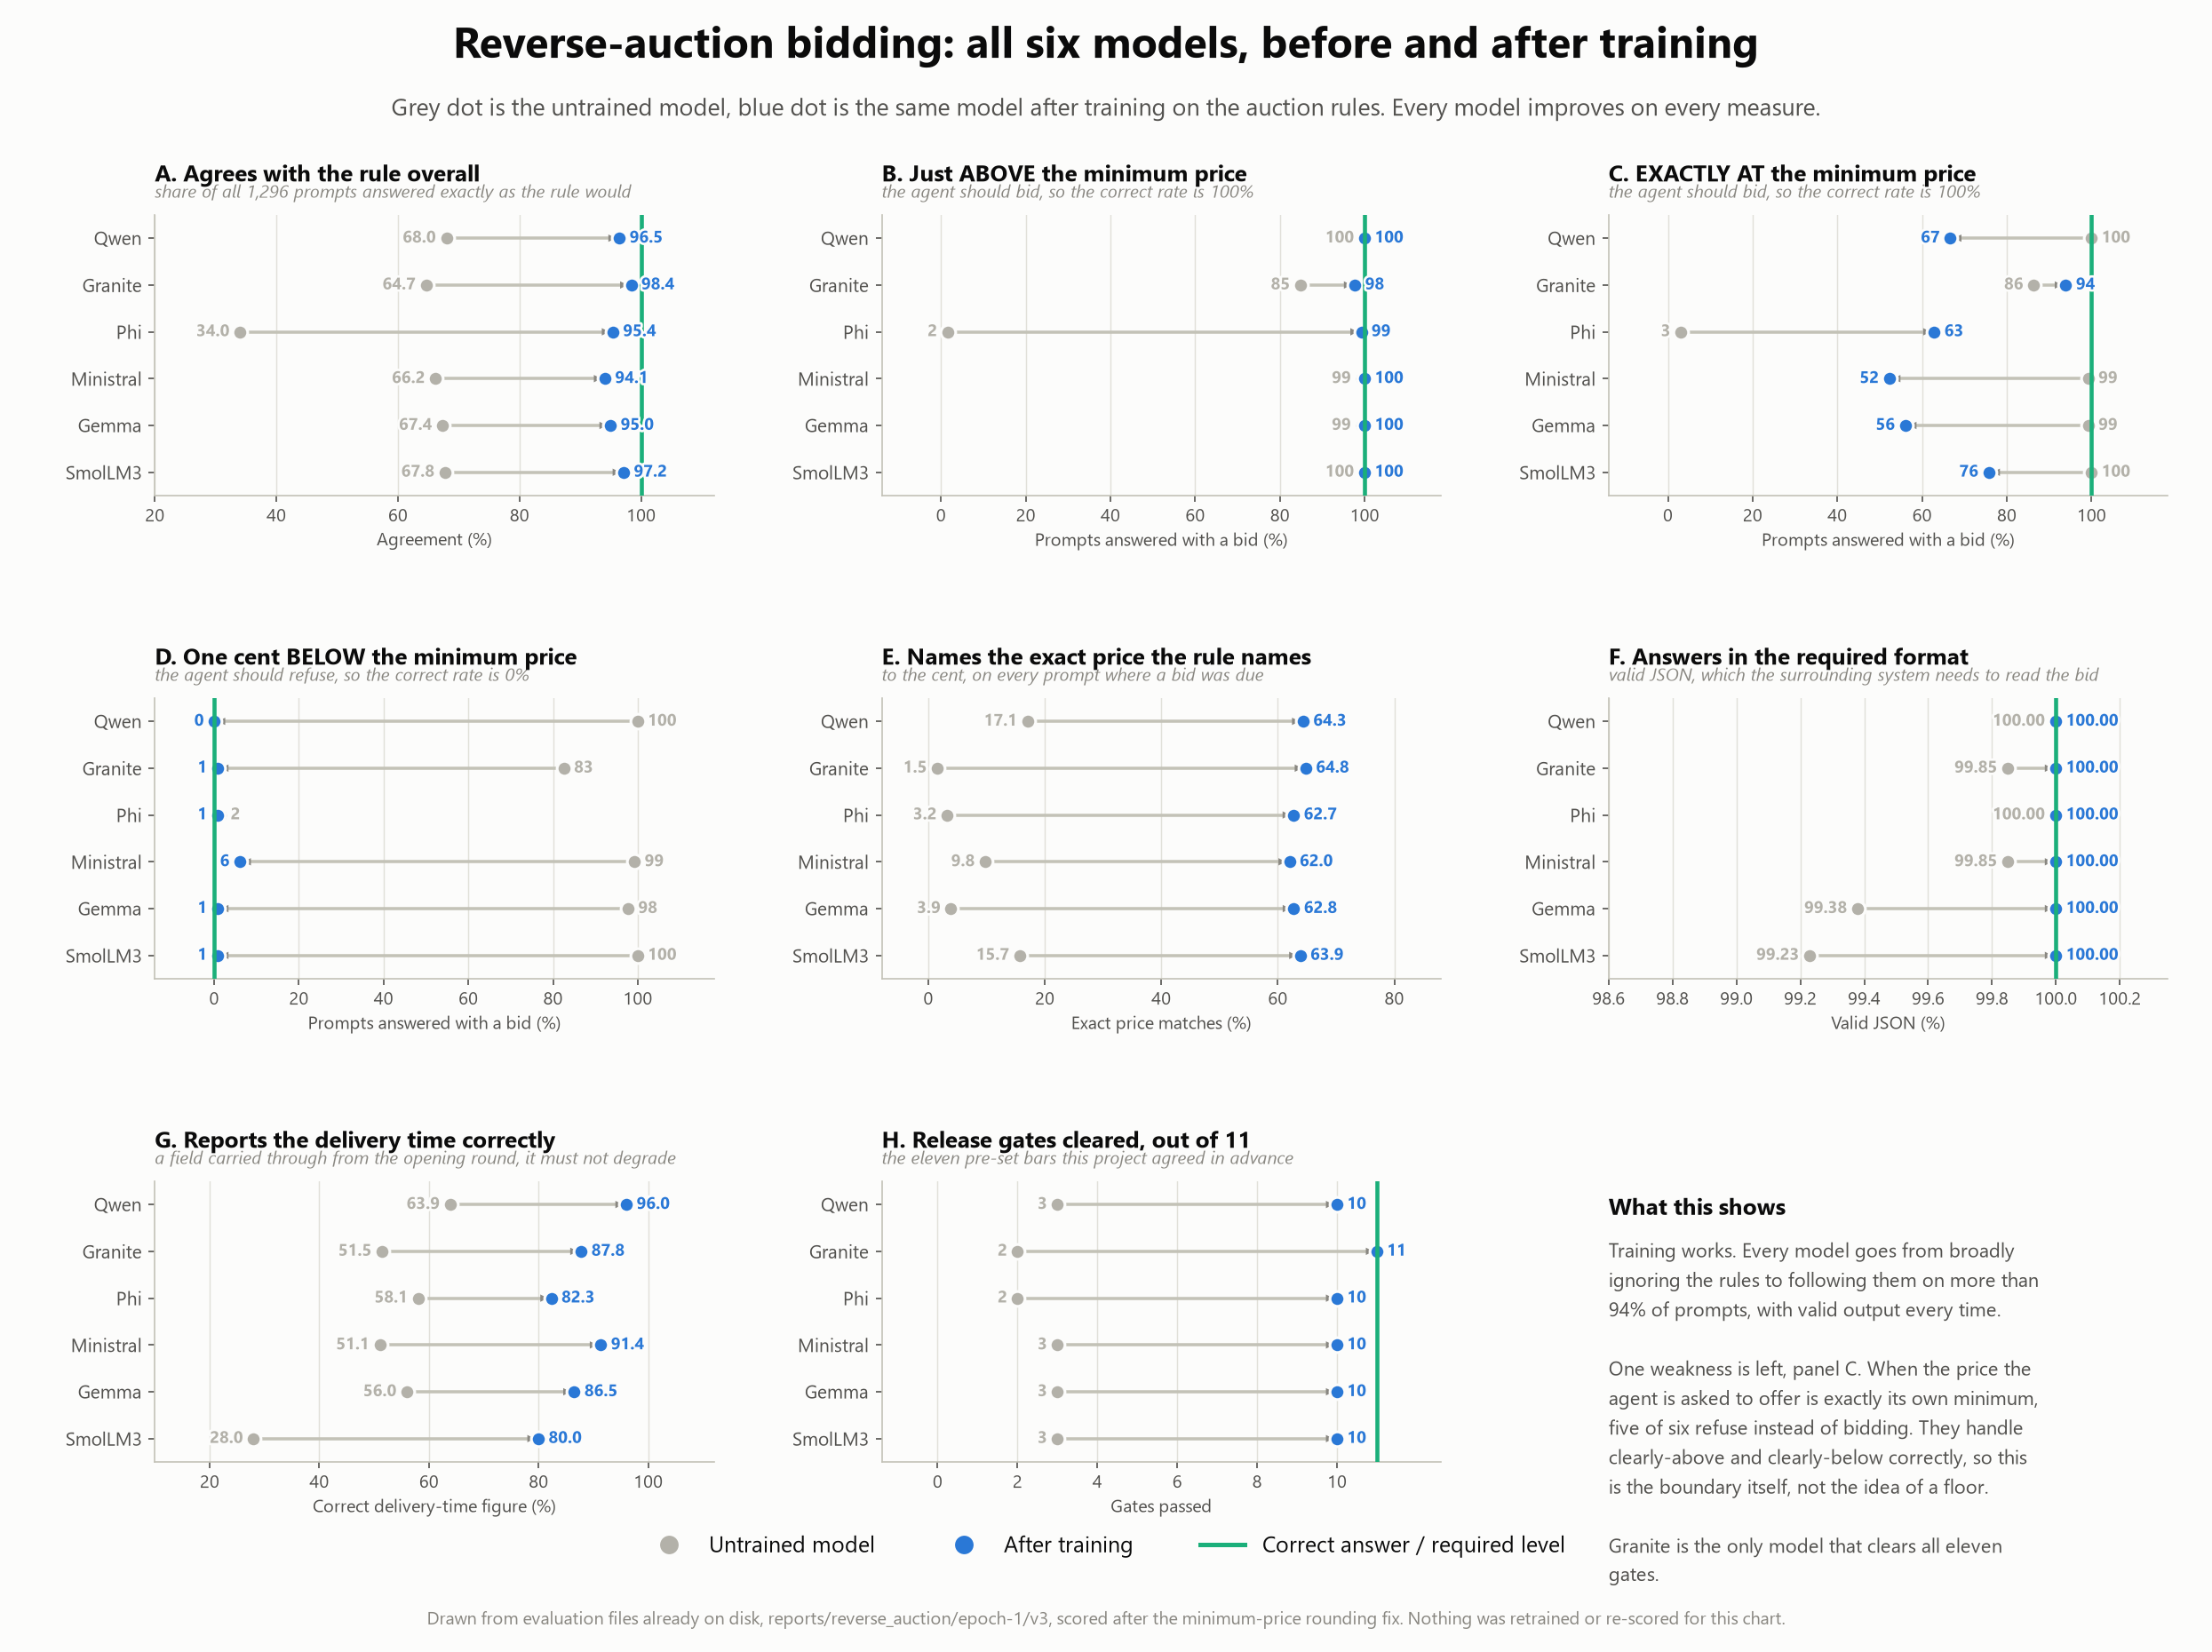 Reverse-auction bidding: all six models, before and after training
Grey dot is the untrained model, blue dot is the same model after training on the auction rules. Every model improves on every measure.
A. Agrees with the rule overall
share of all 1,296 prompts answered exactly as the rule would
Qwen 68.0 96.5
Granite 64.7 98.4
Phi 34.0 95.4
Ministral 66.2 94.1
Gemma 67.4 95.0
SmolLM3 67.8 97.2
20 40 60 80 100
Agreement (%)
B. Just ABOVE the minimum price
the agent should bid, so the correct rate is 100%
Qwen 100 100
Granite 85 98
Phi 2 99
Ministral 99 100
Gemma 99 100
SmolLM3 100 100
0 20 40 60 80 100
Prompts answered with a bid (%)
C. EXACTLY AT the minimum price
the agent should bid, so the correct rate is 100%
Qwen 67 100
Granite 86 94
Phi 3 63
Ministral 52 99
Gemma 56 99
SmolLM3 76 100
0 20 40 60 80 100
Prompts answered with a bid (%)
D. One cent BELOW the minimum price
the agent should refuse, so the correct rate is 0%
Qwen 0 100
Granite 1 83
Phi 1 2
Ministral 6 99
Gemma 1 98
SmolLM3 1 100
0 20 40 60 80 100
Prompts answered with a bid (%)
E. Names the exact price the rule names
to the cent, on every prompt where a bid was due
Qwen 17.1 64.3
Granite 1.5 64.8
Phi 3.2 62.7
Ministral 9.8 62.0
Gemma 3.9 62.8
SmolLM3 15.7 63.9
0 20 40 60 80
Exact price matches (%)
F. Answers in the required format
valid JSON, which the surrounding system needs to read the bid
Qwen 100.00 100.00
Granite 99.85 100.00
Phi 100.00 100.00
Ministral 99.85 100.00
Gemma 99.38 100.00
SmolLM3 99.23 100.00
98.6 98.8 99.0 99.2 99.4 99.6 99.8 100.0 100.2
Valid JSON (%)
G. Reports the delivery time correctly
a field carried through from the opening round, it must not degrade
Qwen 63.9 96.0
Granite 51.5 87.8
Phi 58.1 82.3
Ministral 51.1 91.4
Gemma 56.0 86.5
SmolLM3 28.0 80.0
20 40 60 80 100
Correct delivery-time figure (%)
H. Release gates cleared, out of 11
the eleven pre-set bars this project agreed in advance
Qwen 3 10
Granite 2 11
Phi 2 10
Ministral 3 10
Gemma 3 10
SmolLM3 3 10
0 2 4 6 8 10
Gates passed
What this shows
Training works. Every model goes from broadly
ignoring the rules to following them on more than
94% of prompts, with valid output every time.
One weakness is left, panel C. When the price the
agent is asked to offer is exactly its own minimum,
five of six refuse instead of bidding. They handle
clearly-above and clearly-below correctly, so this
is the boundary itself, not the idea of a floor.
Granite is the only model that clears all eleven
gates.
Untrained model After training Correct answer / required level
Drawn from evaluation files already on disk, reports/reverse_auction/epoch-1/v3, scored after the minimum-price rounding fix. Nothing was retrained or re-scored for this chart.